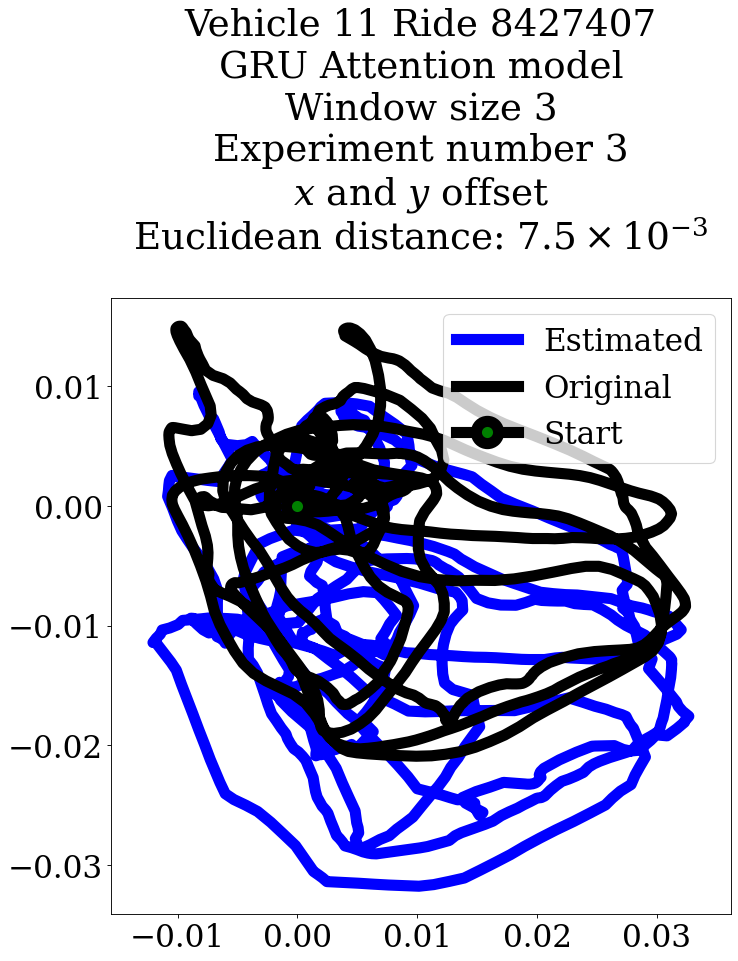 Vehicle 11 Ride 8427407
GRU Attention model
Window size 3
Experiment number 3
x and y offset
Euclidean distance: 7.5 × 10⁻³
Estimated
Original
Start
0.01
0.00
−0.01
−0.02
−0.03
−0.01 0.00 0.01 0.02 0.03